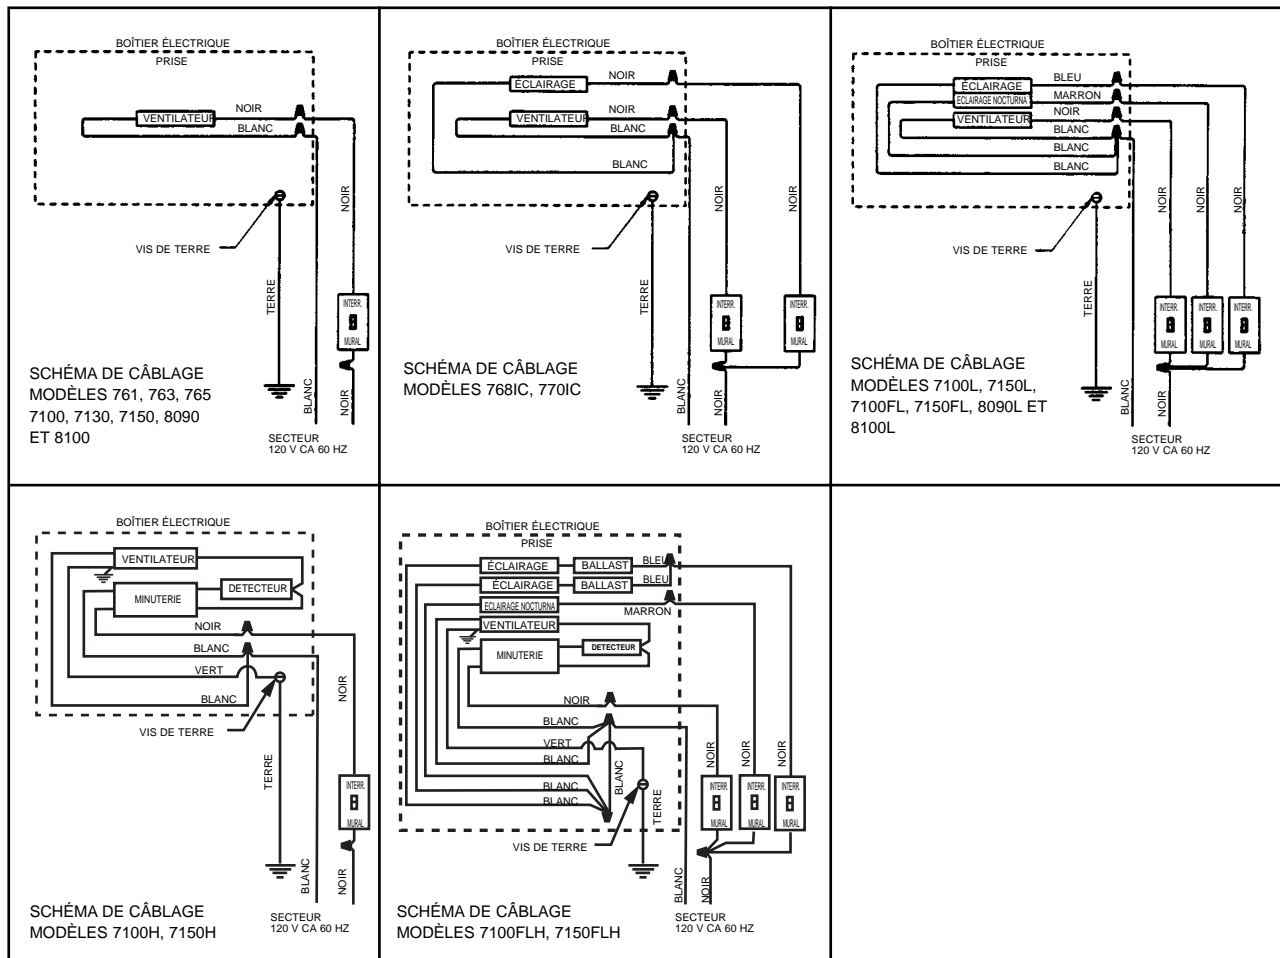 BOÎTIER ÉLECTRIQUE
PRISE
NOIR
VENTILATEUR
BLANC
NOIR
VIS DE TERRE
TERRE
INTERR.
MURAL
BLANC
NOIR
SCHÉMA DE CÂBLAGE
MODÈLES 761, 763, 765
7100, 7130, 7150, 8090
ET 8100
SECTEUR
120 V CA 60 HZ
BOÎTIER ÉLECTRIQUE
PRISE
NOIR
ÉCLAIRAGE
NOIR
VENTILATEUR
BLANC
BLANC
NOIR
NOIR
VIS DE TERRE
TERRE
INTERR.
MURAL
INTERR.
MURAL
SCHÉMA DE CÂBLAGE
MODÈLES 768IC, 770IC
BLANC
NOIR
SECTEUR
120 V CA 60 HZ
BOÎTIER ÉLECTRIQUE
PRISE
BLEU
ÉCLAIRAGE
MARRON
ECLAIRAGE NOCTURNA
NOIR
VENTILATEUR
BLANC
BLANC
BLANC
NOIR
NOIR
NOIR
VIS DE TERRE
TERRE
INTERR.
MURAL
INTERR.
MURAL
INTERR.
MURAL
SCHÉMA DE CÂBLAGE
MODÈLES 7100L, 7150L,
7100FL, 7150FL, 8090L ET
8100L
BLANC
NOIR
SECTEUR
120 V CA 60 HZ
BOÎTIER ÉLECTRIQUE
VENTILATEUR
DETECTEUR
MINUTERIE
NOIR
BLANC
VERT
BLANC
NOIR
VIS DE TERRE
TERRE
INTERR.
MURAL
BLANC
NOIR
SCHÉMA DE CÂBLAGE
MODÈLES 7100H, 7150H
SECTEUR
120 V CA 60 HZ
BOÎTIER ÉLECTRIQUE
PRISE
ÉCLAIRAGE
BALLAST
BLEU
ÉCLAIRAGE
BALLAST
BLEU
ECLAIRAGE NOCTURNA
MARRON
VENTILATEUR
DETECTEUR
MINUTERIE
NOIR
BLANC
VERT
BLANC
BLANC
BLANC
BLANC
TERRE
NOIR
NOIR
NOIR
INTERR.
MURAL
INTERR.
MURAL
INTERR.
MURAL
VIS DE TERRE
BLANC
NOIR
SCHÉMA DE CÂBLAGE
MODÈLES 7100FLH, 7150FLH
SECTEUR
120 V CA 60 HZ